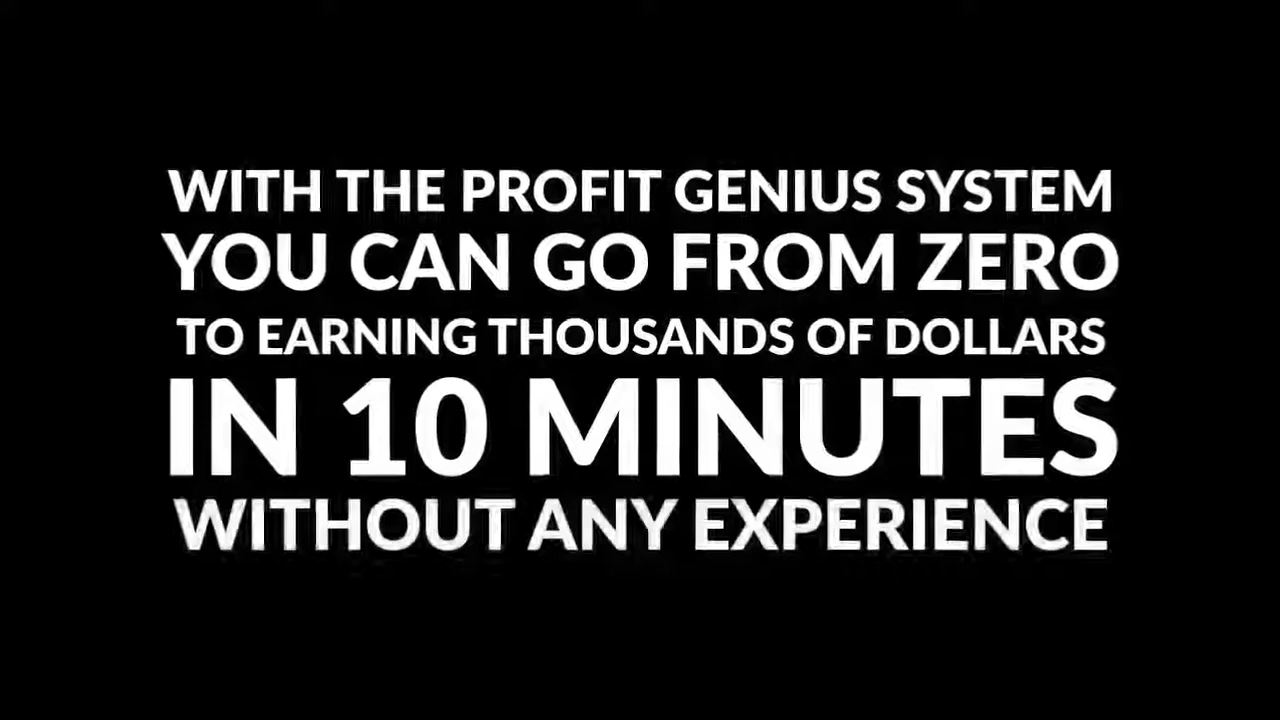 WITH THE PROFIT GENIUS SYSTEM
YOU CAN GO FROM ZERO
TO EARNING THOUSANDS OF DOLLARS
IN 10 MINUTES
WITHOUT ANY EXPERIENCE